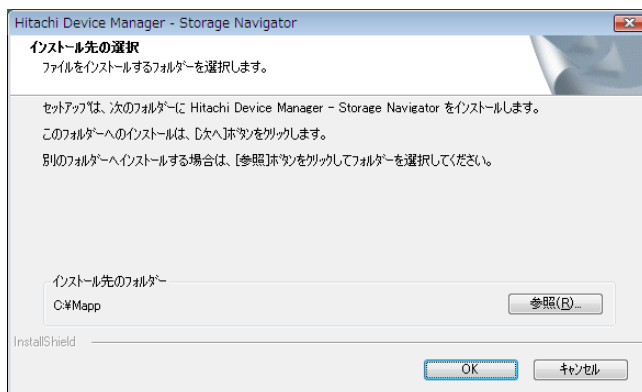 Hitachi Device Manager - Storage Navigator
インストール先の選択
ファイルをインストールするフォルダーを選択します。
セットアップは、次のフォルダーに Hitachi Device Manager - Storage Navigator をインストールします。
このフォルダーへのインストールは、[次へ]ボタンをクリックします。
別のフォルダーへインストールする場合は、[参照]ボタンをクリックしてフォルダーを選択してください。
インストール先のフォルダー
C:¥Mapp
参照(R)...
InstallShield
OK
キャンセル